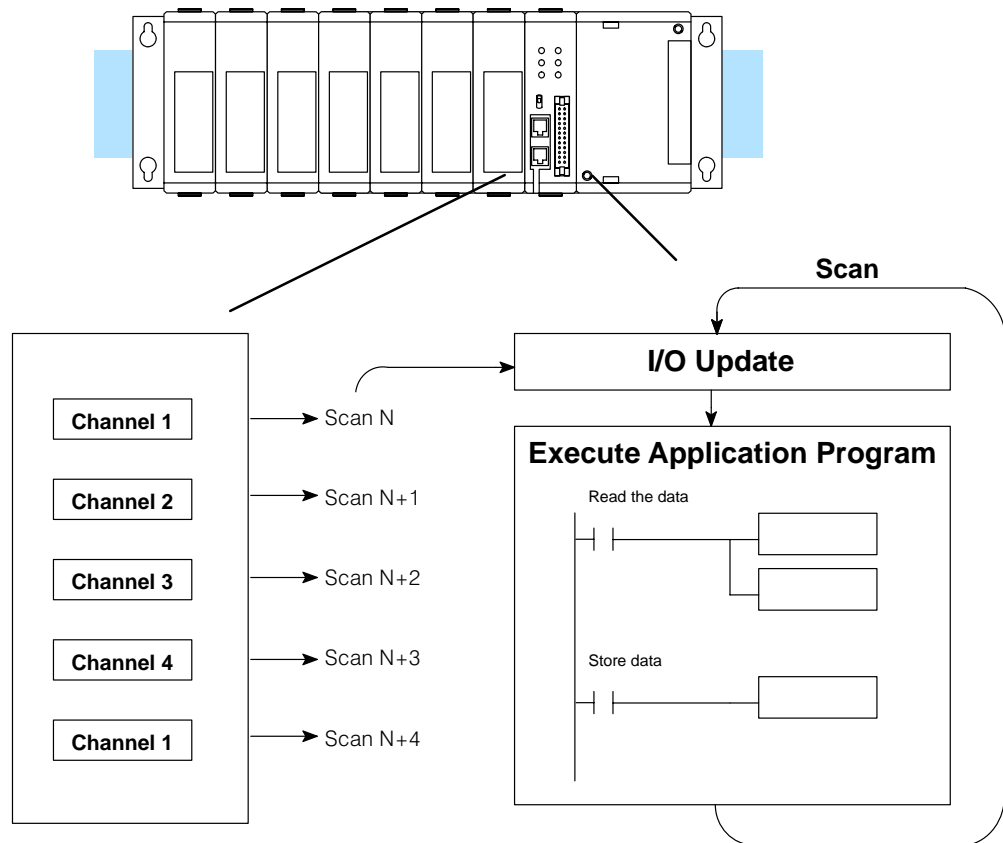 Scan
I/O Update
Channel 1
Scan N
Execute Application Program
Read the data
Channel 2
Scan N+1
Channel 3
Scan N+2
Store data
Channel 4
Scan N+3
Channel 1
Scan N+4